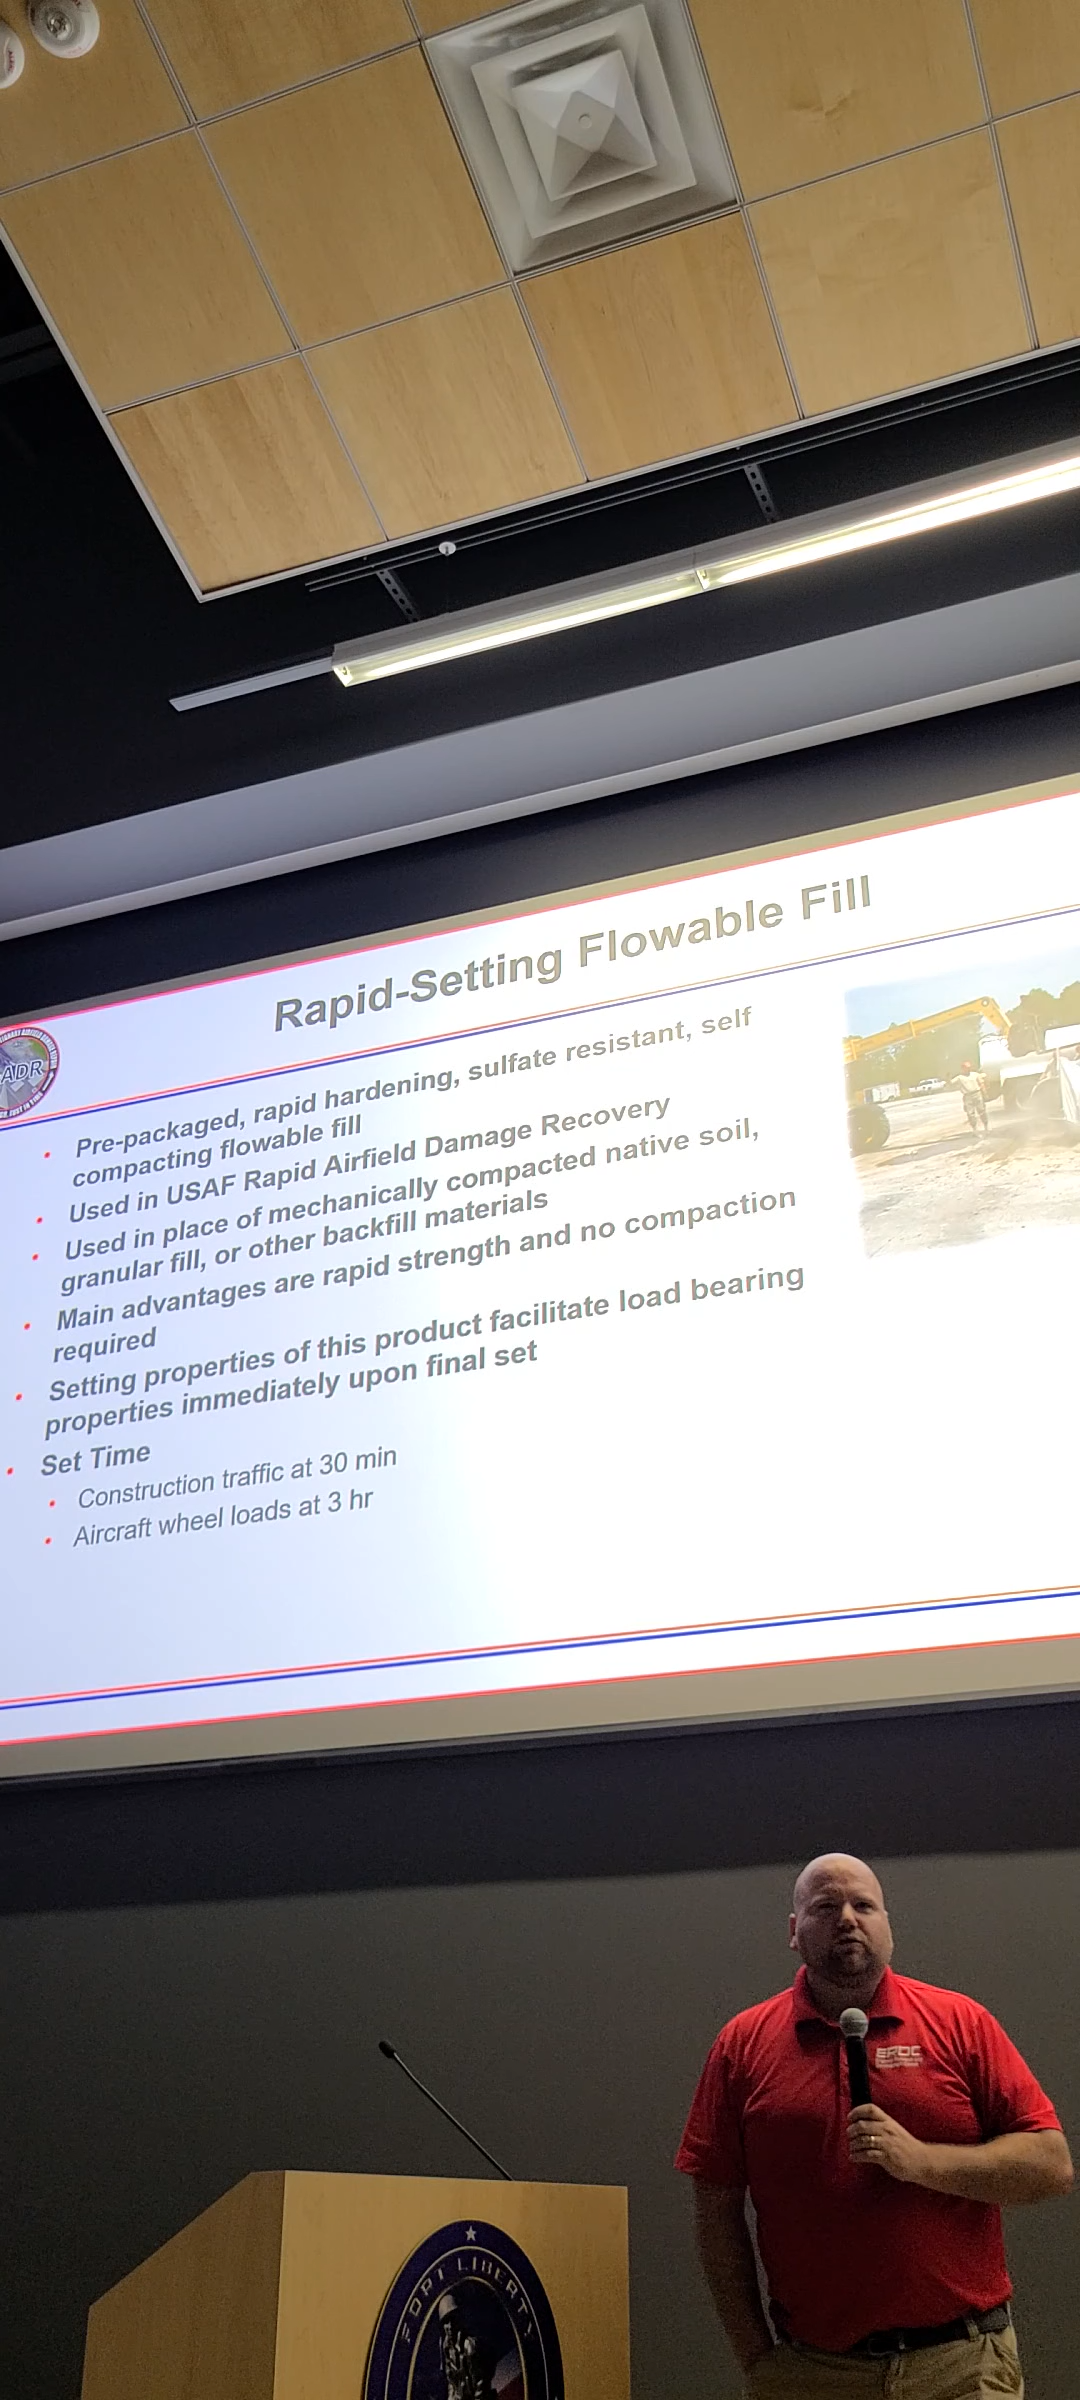 Rapid-Setting Flowable Fill
ADR
Pre-packaged, rapid hardening, sulfate resistant, self
compacting flowable fill
Used in USAF Rapid Airfield Damage Recovery
Used in place of mechanically compacted native soil,
granular fill, or other backfill materials
Main advantages are rapid strength and no compaction
required
Setting properties of this product facilitate load bearing
properties immediately upon final set
Set Time
Construction traffic at 30 min
Aircraft wheel loads at 3 hr
ERDC
FORT LIBERTY